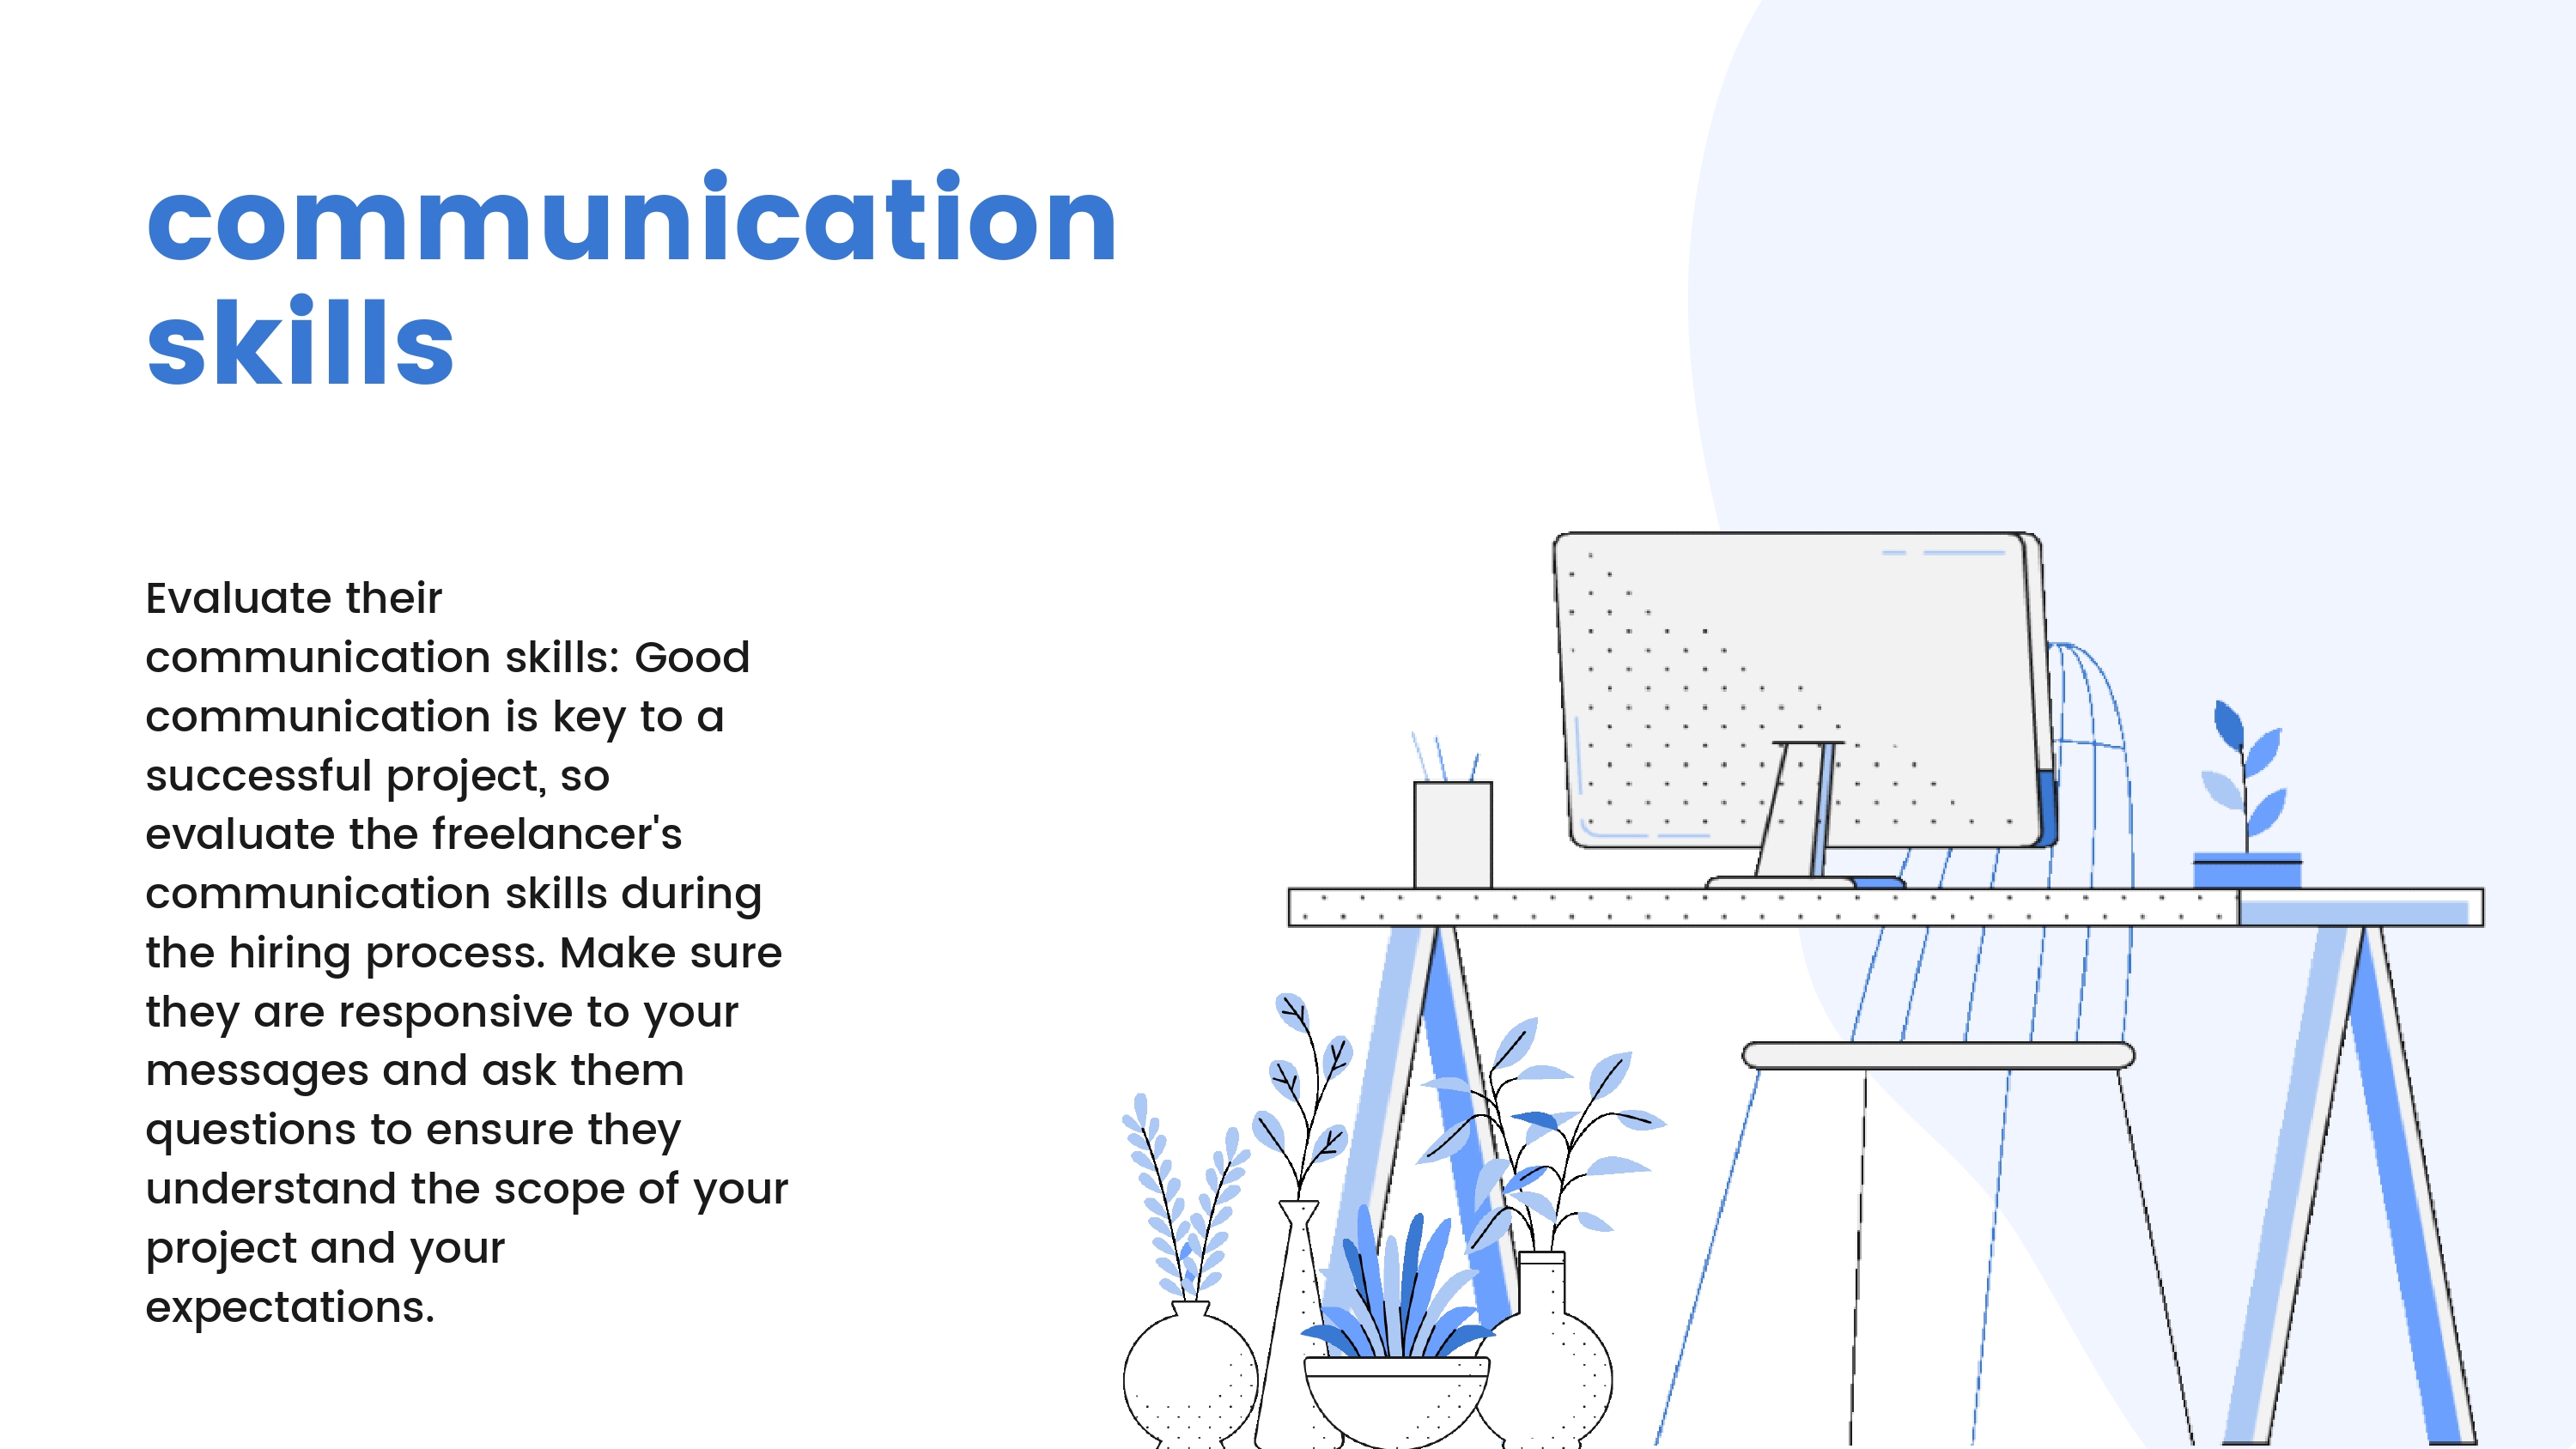 communication
skills
Evaluate their
communication skills: Good
communication is key to a
successful project, so
evaluate the freelancer's
communication skills during
the hiring process. Make sure
they are responsive to your
messages and ask them
questions to ensure they
understand the scope of your
project and your
expectations.